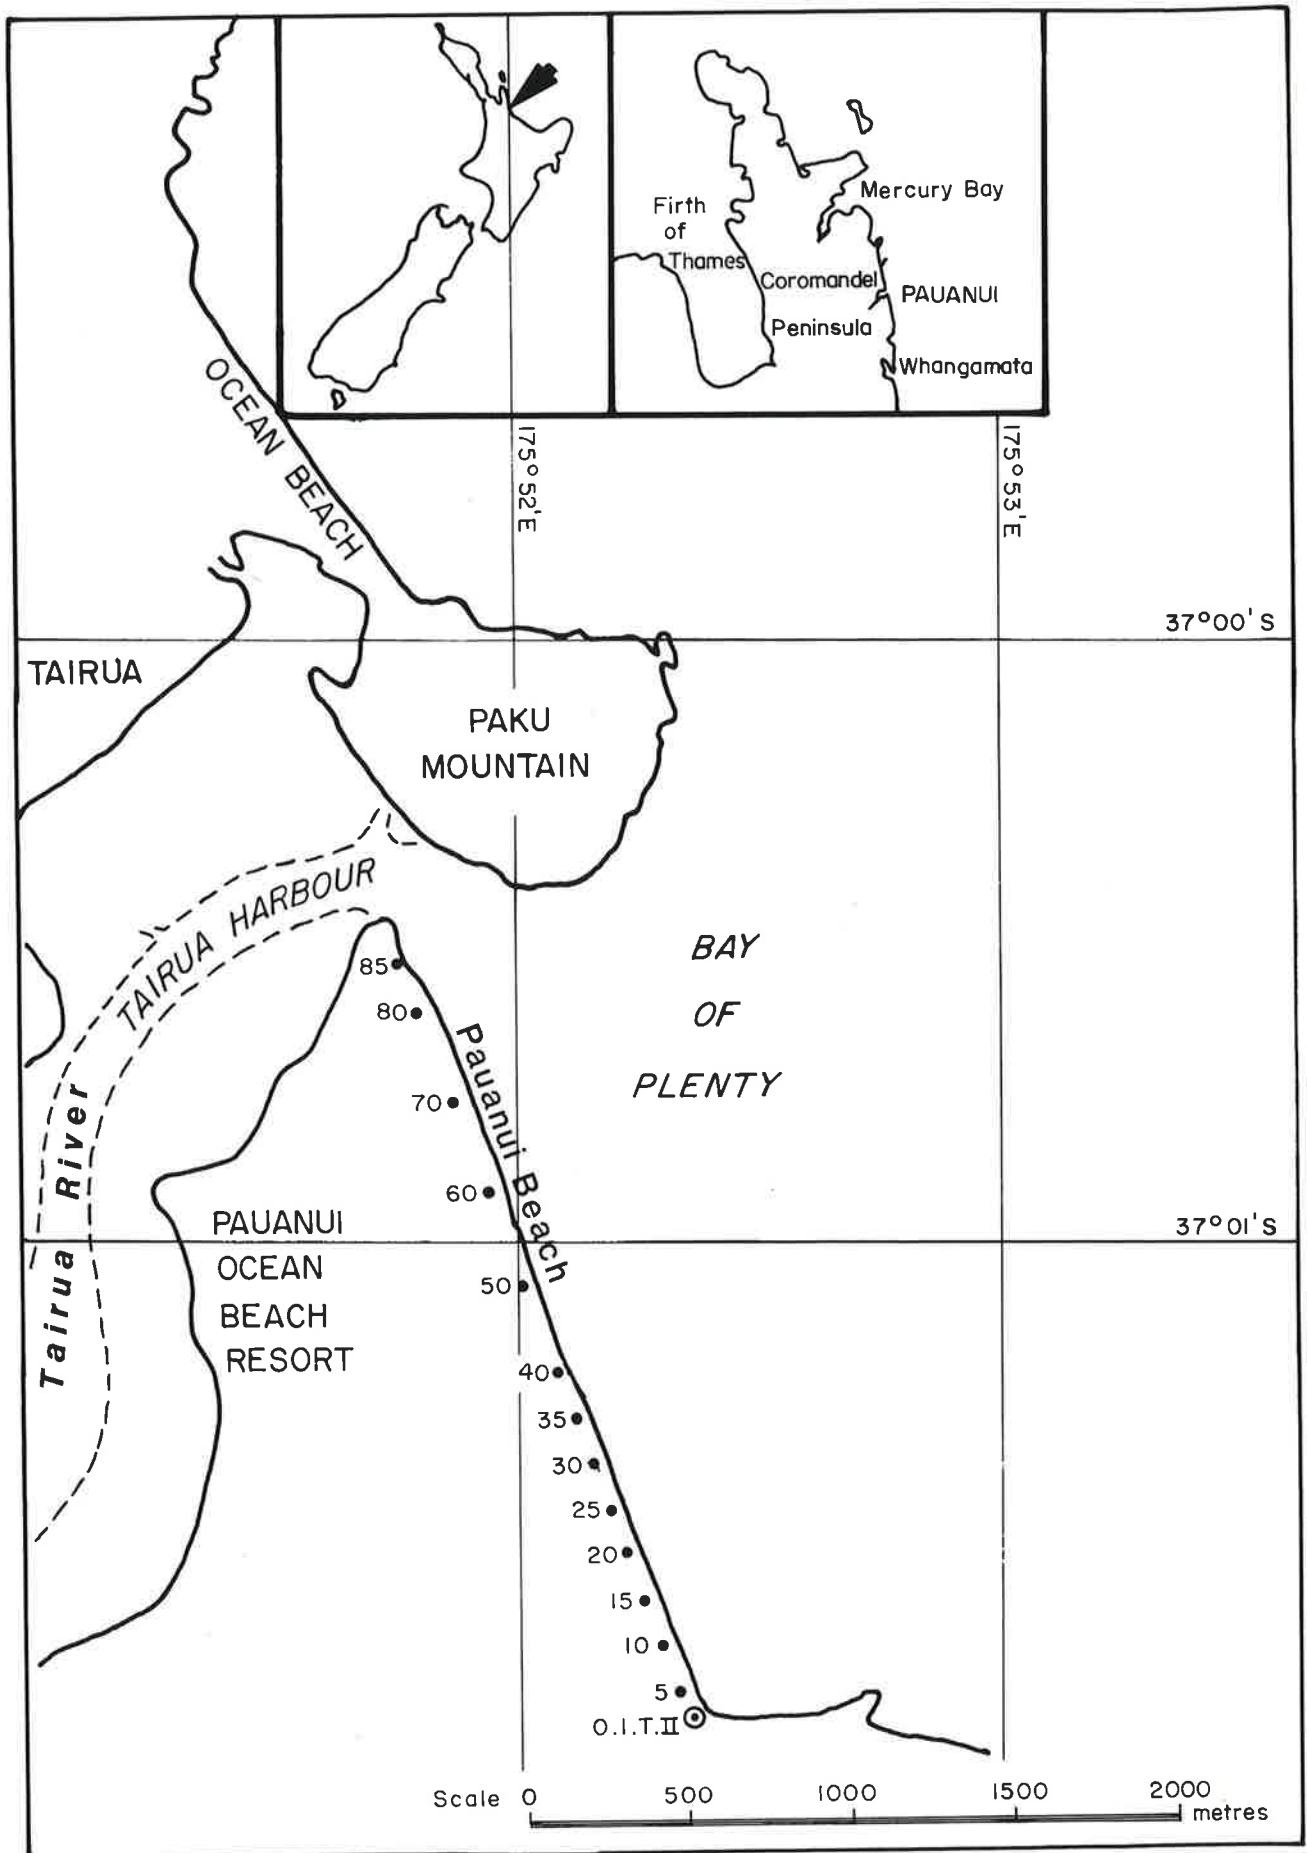 Firth
of
Thames
Mercury Bay
Coromandel
Peninsula
PAUANUI
Whangamata
OCEAN BEACH
175°52'E
175°53'E
37°00'S
TAIRUA
PAKU
MOUNTAIN
TAIRUA HARBOUR
BAY
OF
PLENTY
85
80
70
60
Pauanui Beach
Tairua River
37°01'S
PAUANUI
OCEAN
BEACH
RESORT
50
40
35
30
25
20
15
10
5
O.I.T.II
Scale 0 500 1000 1500 2000
metres